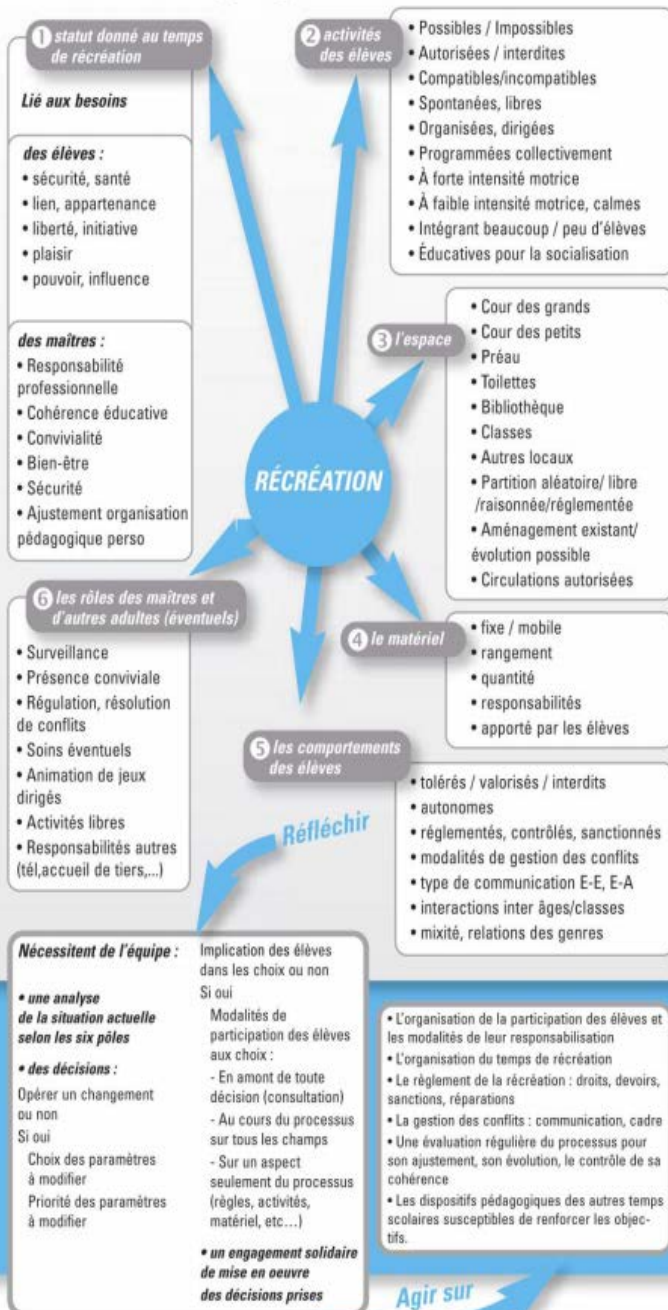 1 statut donné au temps
de récréation
Lié aux besoins
des élèves :
• sécurité, santé
• lien, appartenance
• liberté, initiative
• plaisir
• pouvoir, influence
des maîtres :
• Responsabilité
professionnelle
• Cohérence éducative
• Convivialité
• Bien-être
• Sécurité
• Ajustement organisation
pédagogique perso
2 activités
des élèves
• Possibles / Impossibles
• Autorisées / interdites
• Compatibles/incompatibles
• Spontanées, libres
• Organisées, dirigées
• Programmées collectivement
• À forte intensité motrice
• À faible intensité motrice, calmes
• Intégrant beaucoup / peu d'élèves
• Éducatives pour la socialisation
3 l'espace
• Cour des grands
• Cour des petits
• Préau
• Toilettes
• Bibliothèque
• Classes
• Autres locaux
• Partition aléatoire/ libre
/raisonnée/réglementée
• Aménagement existant/
évolution possible
• Circulations autorisées
RÉCRÉATION
4 le matériel
• fixe / mobile
• rangement
• quantité
• responsabilités
• apporté par les élèves
5 les comportements
des élèves
• tolérés / valorisés / interdits
• autonomes
• réglementés, contrôlés, sanctionnés
• modalités de gestion des conflits
• type de communication E-E, E-A
• interactions inter âges/classes
• mixité, relations des genres
6 les rôles des maîtres et
d'autres adultes (éventuels)
• Surveillance
• Présence conviviale
• Régulation, résolution
de conflits
• Soins éventuels
• Animation de jeux
dirigés
• Activités libres
• Responsabilités autres
(tél,accueil de tiers,...)
Réfléchir
Nécessitent de l'équipe :
• une analyse
de la situation actuelle
selon les six pôles
• des décisions :
Opérer un changement
ou non
Si oui
Choix des paramètres
à modifier
Priorité des paramètres
à modifier
Implication des élèves
dans les choix ou non
Si oui
Modalités de
participation des élèves
aux choix :
- En amont de toute
décision (consultation)
- Au cours du processus
sur tous les champs
- Sur un aspect
seulement du processus
(règles, activités,
matériel, etc…)
• un engagement solidaire
de mise en oeuvre
des décisions prises
Agir sur
• L'organisation de la participation des élèves et
les modalités de leur responsabilisation
• L'organisation du temps de récréation
• Le règlement de la récréation : droits, devoirs,
sanctions, réparations
• La gestion des conflits : communication, cadre
• Une évaluation régulière du processus pour
son ajustement, son évolution, le contrôle de sa
cohérence
• Les dispositifs pédagogiques des autres temps
scolaires susceptibles de renforcer les objec-
tifs.